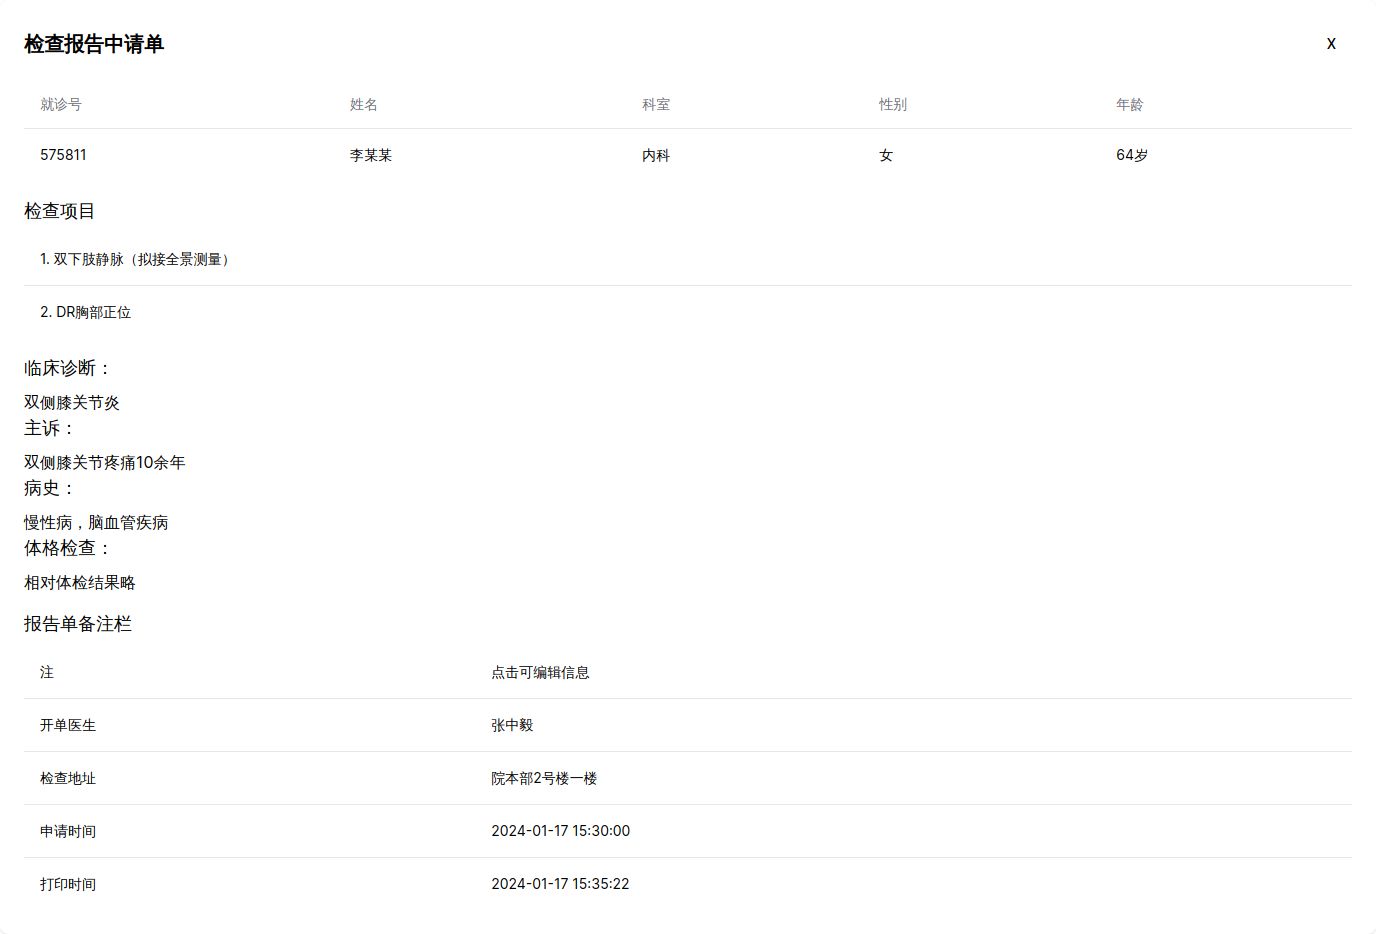 检查报告中请单
X
就诊号 姓名 科室 性别 年龄
575811 李某某 内科 女 64岁
检查项目
1. 双下肢静脉（拟接全景测量）
2. DR胸部正位
临床诊断：
双侧膝关节炎
主诉：
双侧膝关节疼痛10余年
病史：
慢性病，脑血管疾病
体格检查：
相对体检结果略
报告单备注栏
注 点击可编辑信息
开单医生 张中毅
检查地址 院本部2号楼一楼
申请时间 2024-01-17 15:30:00
打印时间 2024-01-17 15:35:22